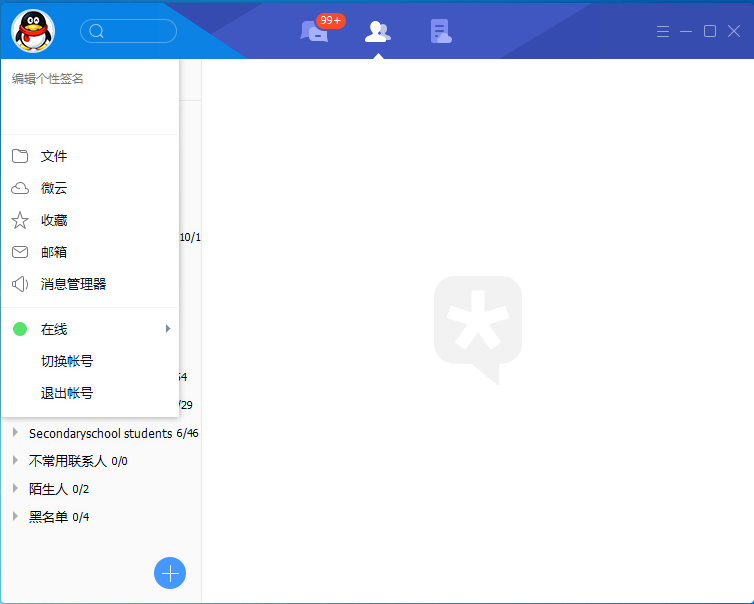 99+
编辑个性签名
文件
微云
收藏
10/1
邮箱
消息管理器
在线
切换帐号
54
退出帐号
/29
Secondaryschool students 6/46
不常用联系人 0/0
陌生人 0/2
黑名单 0/4